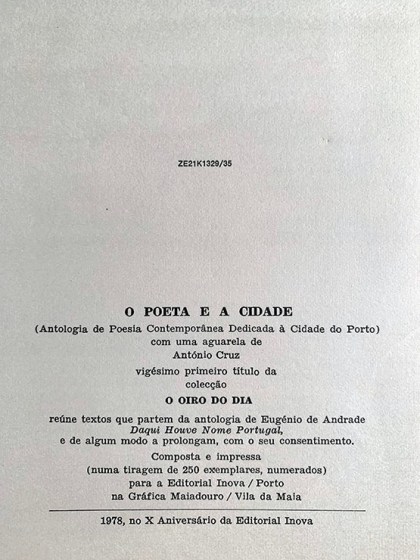 ZE21K1329/35
O POETA E A CIDADE
(Antologia de Poesia Contemporânea Dedicada à Cidade do Porto)
com uma aguarela de
António Cruz
vigésimo primeiro título da
colecção
O OIRO DO DIA
reúne textos que partem da antologia de Eugénio de Andrade
Daqui Houve Nome Portugal,
e de algum modo a prolongam, com o seu consentimento.
Composta e impressa
(numa tiragem de 250 exemplares, numerados)
para a Editorial Inova / Porto
na Gráfica Maiadouro / Vila da Maia
1978, no X Aniversário da Editorial Inova